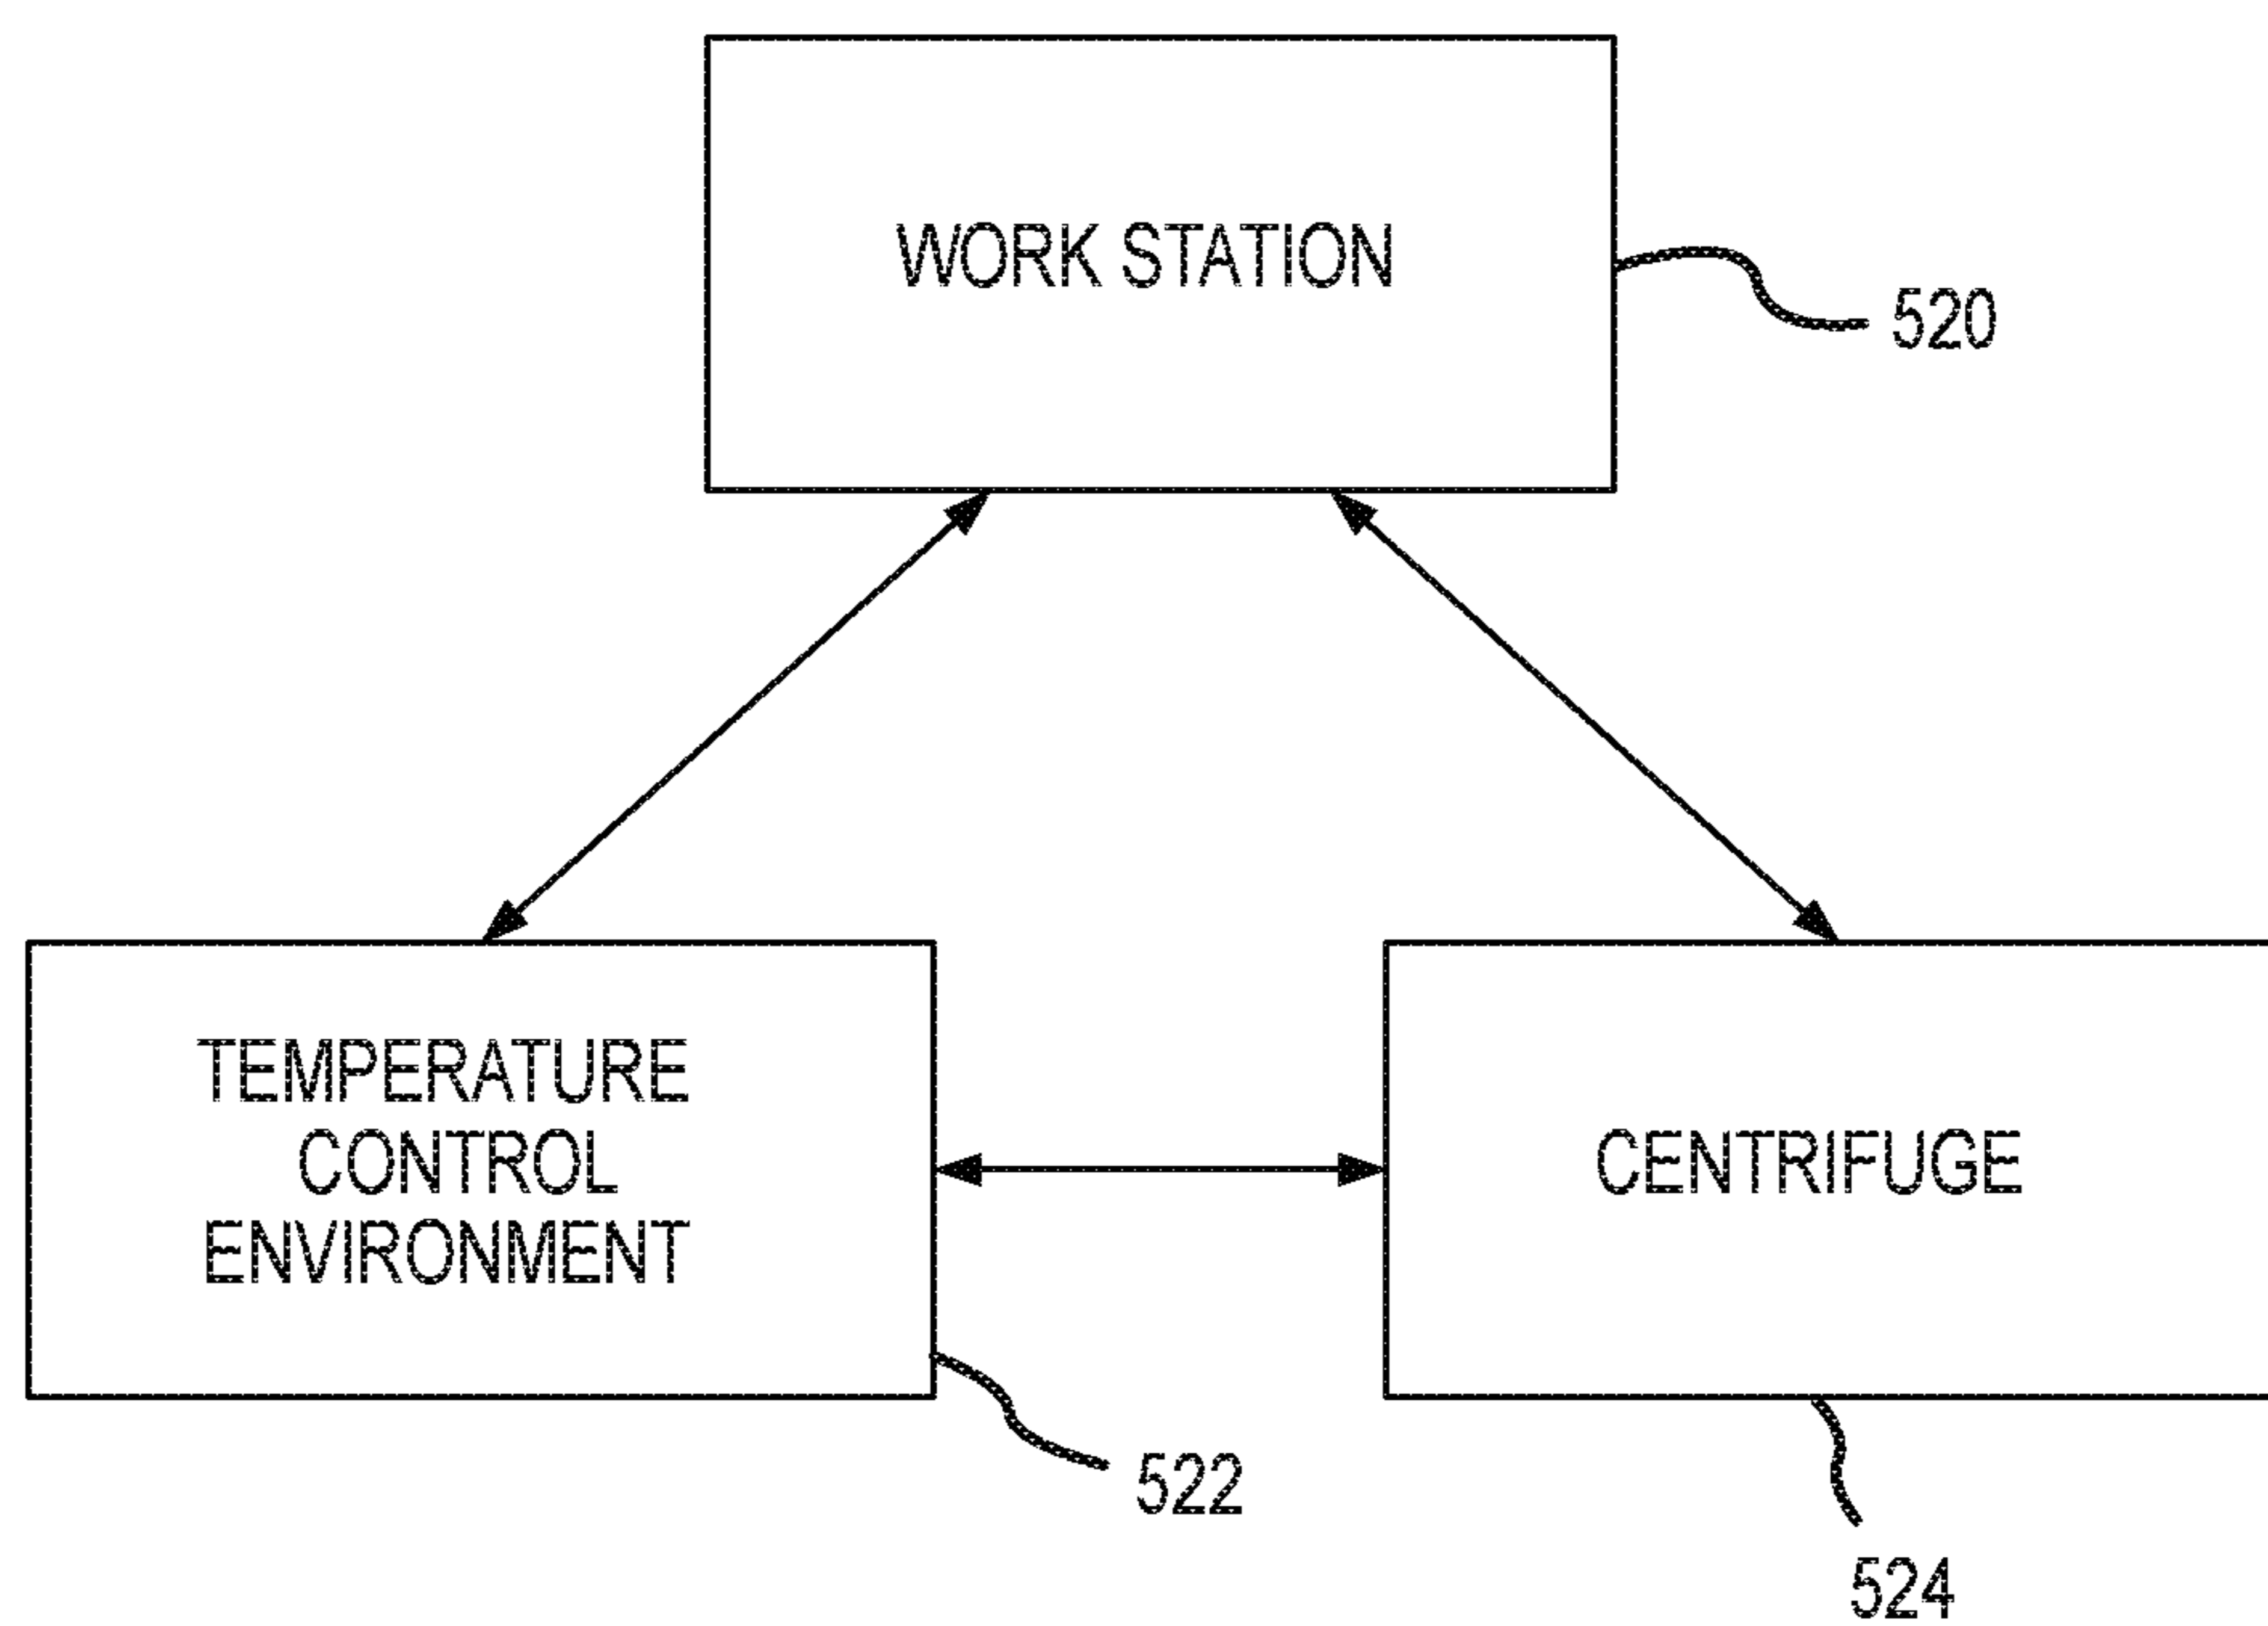 WORK STATION
520
TEMPERATURE
CONTROL
ENVIRONMENT
CENTRIFUGE
522
524